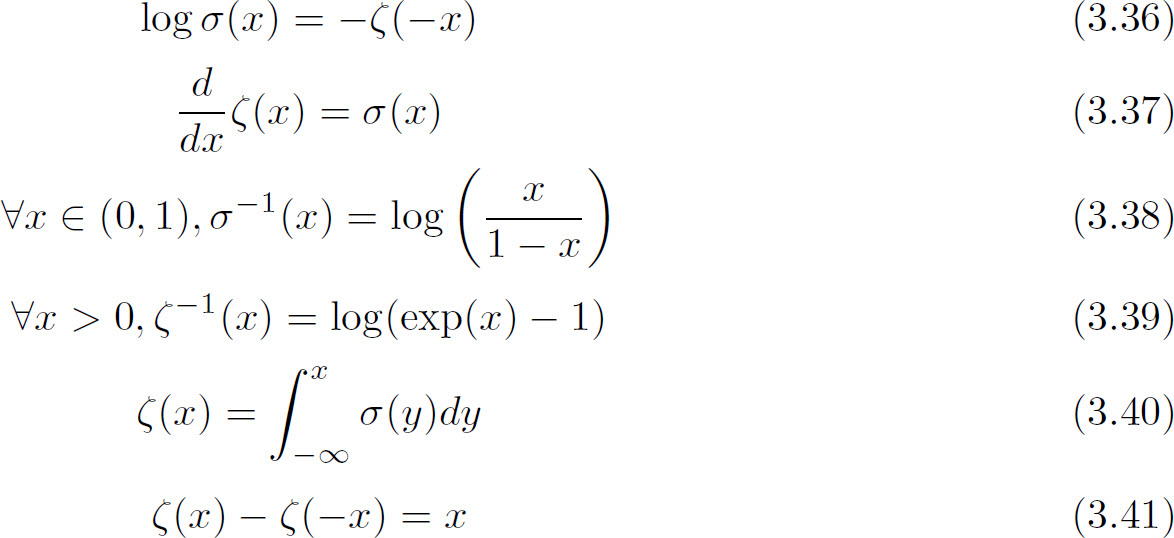 log σ(x) = −ζ(−x) (3.36)
d/dx ζ(x) = σ(x) (3.37)
∀x ∈ (0, 1), σ⁻¹(x) = log (x/(1 − x)) (3.38)
∀x > 0, ζ⁻¹(x) = log(exp(x) − 1) (3.39)
ζ(x) = ∫_{−∞}^{x} σ(y)dy (3.40)
ζ(x) − ζ(−x) = x (3.41)